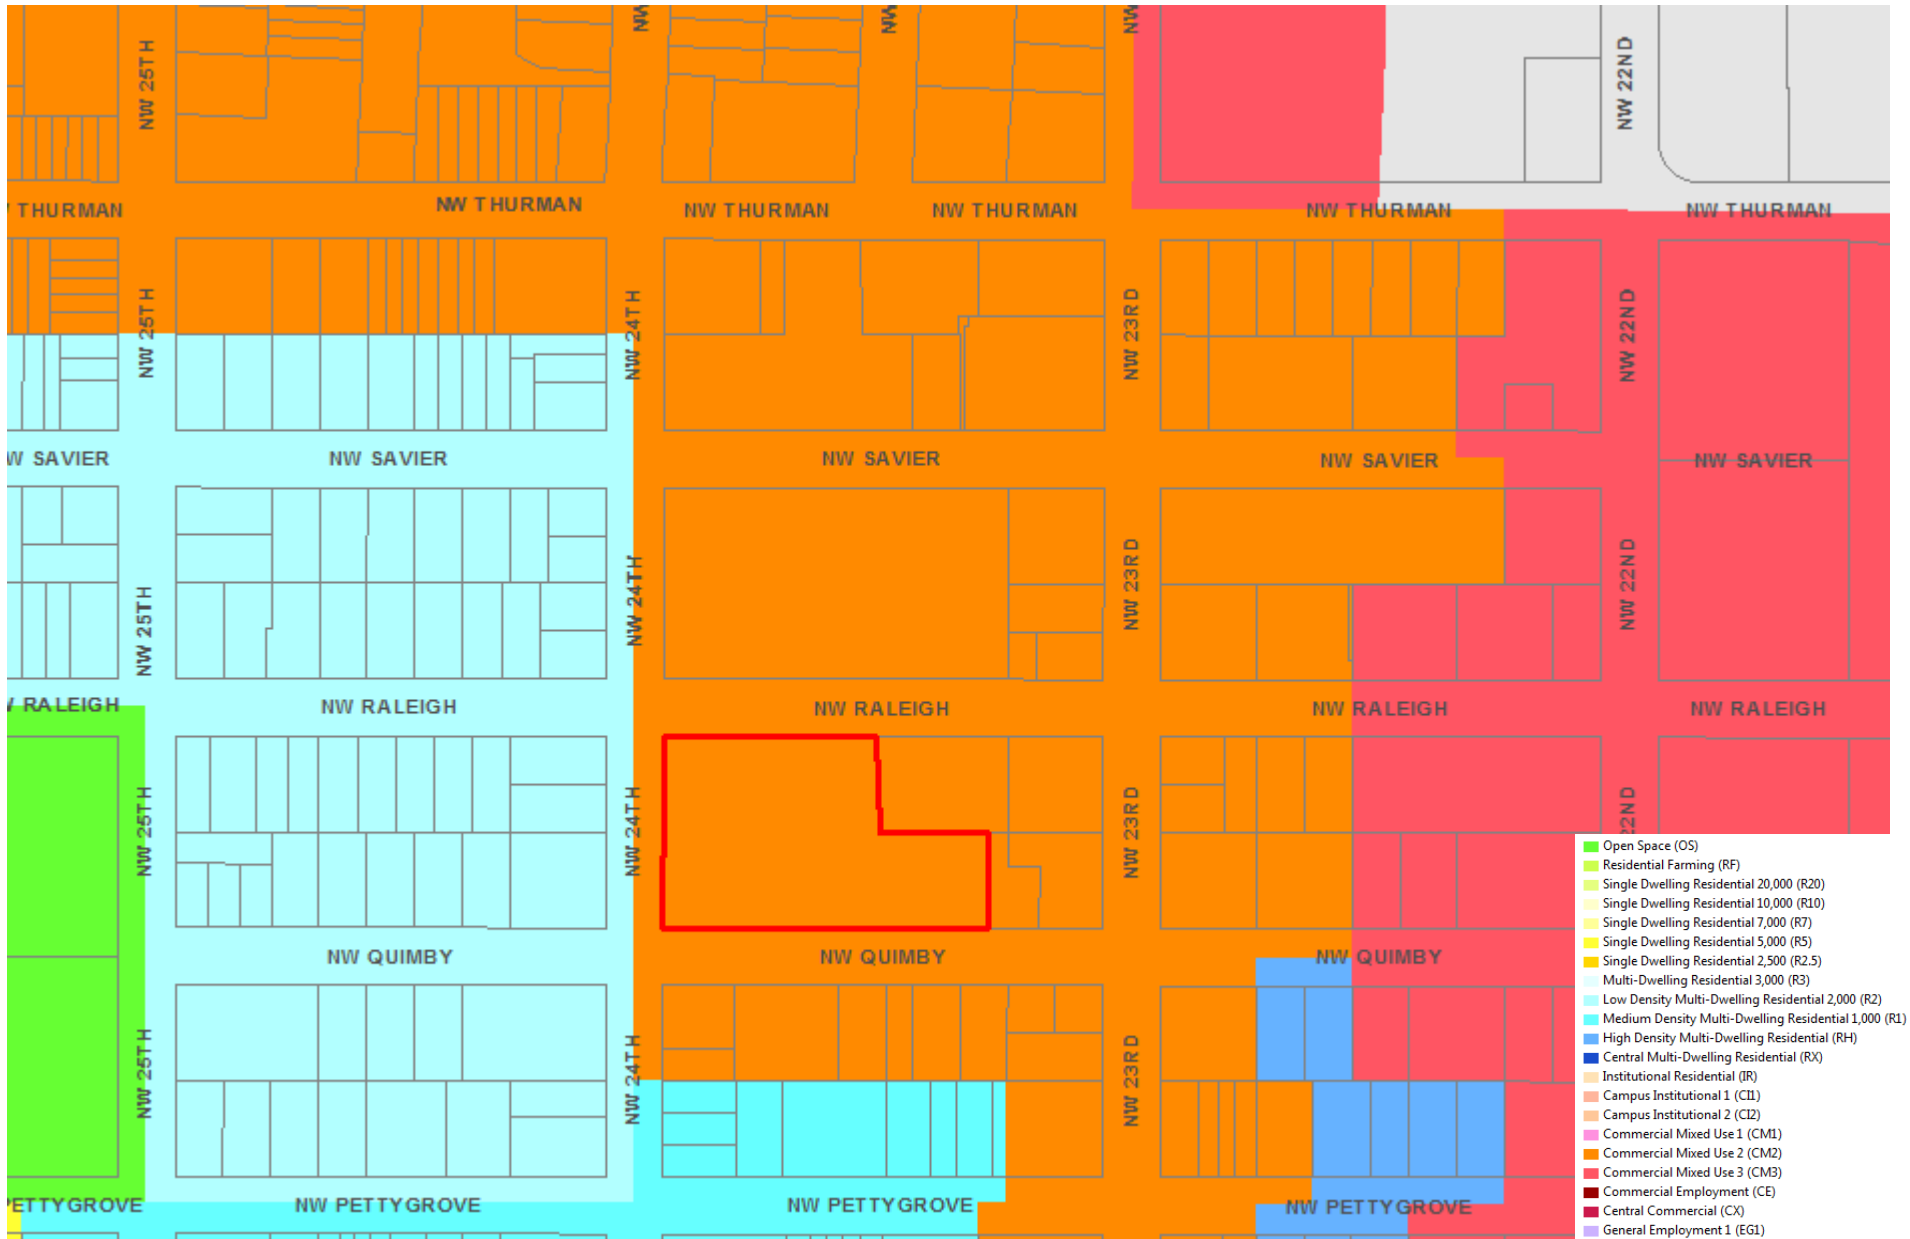 NW
NW
NW
NW 25TH
NW 22ND
THURMAN
NW THURMAN
NW THURMAN
NW THURMAN
NW THURMAN
NW THURMAN
NW 25TH
NW 24TH
NW 23RD
NW 22ND
W SAVIER
NW SAVIER
NW SAVIER
NW SAVIER
NW SAVIER
NW 25TH
NW 24TH
NW 23RD
NW 22ND
RALEIGH
NW RALEIGH
NW RALEIGH
NW RALEIGH
NW RALEIGH
NW 25TH
NW 24TH
NW 23RD
22ND
NW QUIMBY
NW QUIMBY
NW QUIMBY
NW 25TH
NW 24TH
NW 23RD
PETTYGROVE
NW PETTYGROVE
NW PETTYGROVE
NW PETTYGROVE
Open Space (OS)
Residential Farming (RF)
Single Dwelling Residential 20,000 (R20)
Single Dwelling Residential 10,000 (R10)
Single Dwelling Residential 7,000 (R7)
Single Dwelling Residential 5,000 (R5)
Single Dwelling Residential 2,500 (R2.5)
Multi-Dwelling Residential 3,000 (R3)
Low Density Multi-Dwelling Residential 2,000 (R2)
Medium Density Multi-Dwelling Residential 1,000 (R1)
High Density Multi-Dwelling Residential (RH)
Central Multi-Dwelling Residential (RX)
Institutional Residential (IR)
Campus Institutional 1 (CI1)
Campus Institutional 2 (CI2)
Commercial Mixed Use 1 (CM1)
Commercial Mixed Use 2 (CM2)
Commercial Mixed Use 3 (CM3)
Commercial Employment (CE)
Central Commercial (CX)
General Employment 1 (EG1)